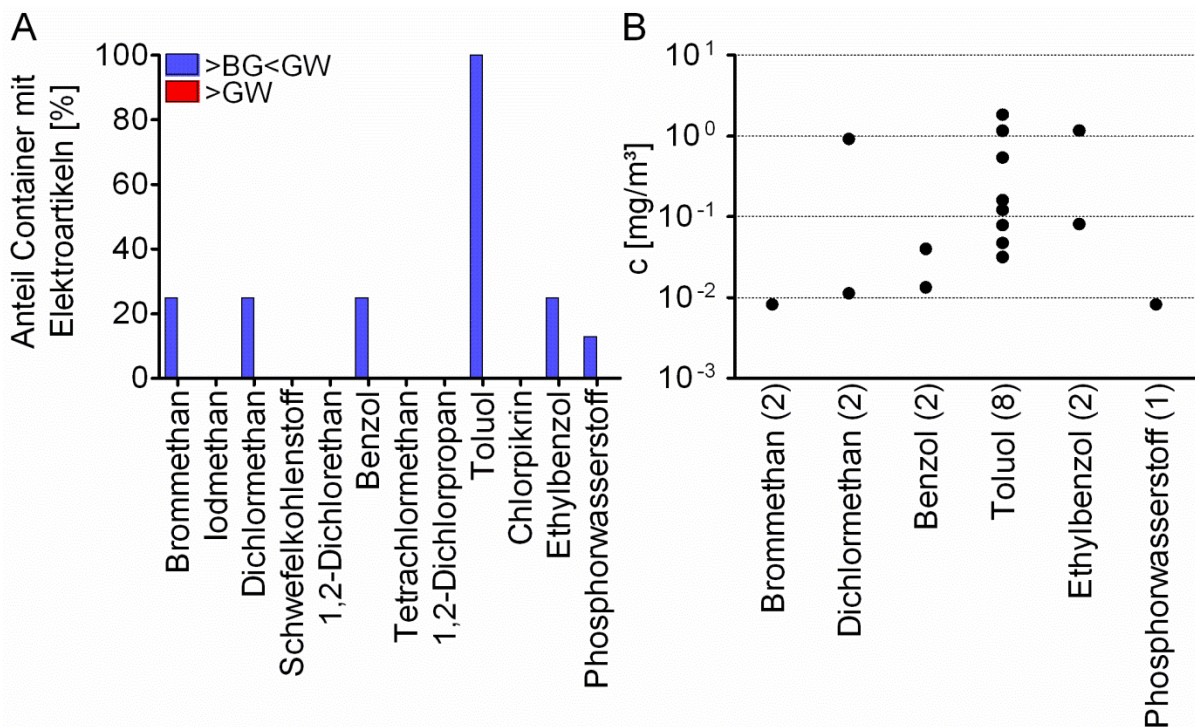 A
Anteil Container mit
Elektroartikeln [%]
100
80
60
40
20
0
>BG<GW
>GW
Brommethan
Iodmethan
Dichlormethan
Schwefelkohlenstoff
1,2-Dichlorethan
Benzol
Tetrachlormethan
1,2-Dichlorpropan
Toluol
Chlorpikrin
Ethylbenzol
Phosphorwasserstoff
B
c [mg/m³]
10¹
10⁰
10⁻¹
10⁻²
10⁻³
Brommethan (2)
Dichlormethan (2)
Benzol (2)
Toluol (8)
Ethylbenzol (2)
Phosphorwasserstoff (1)